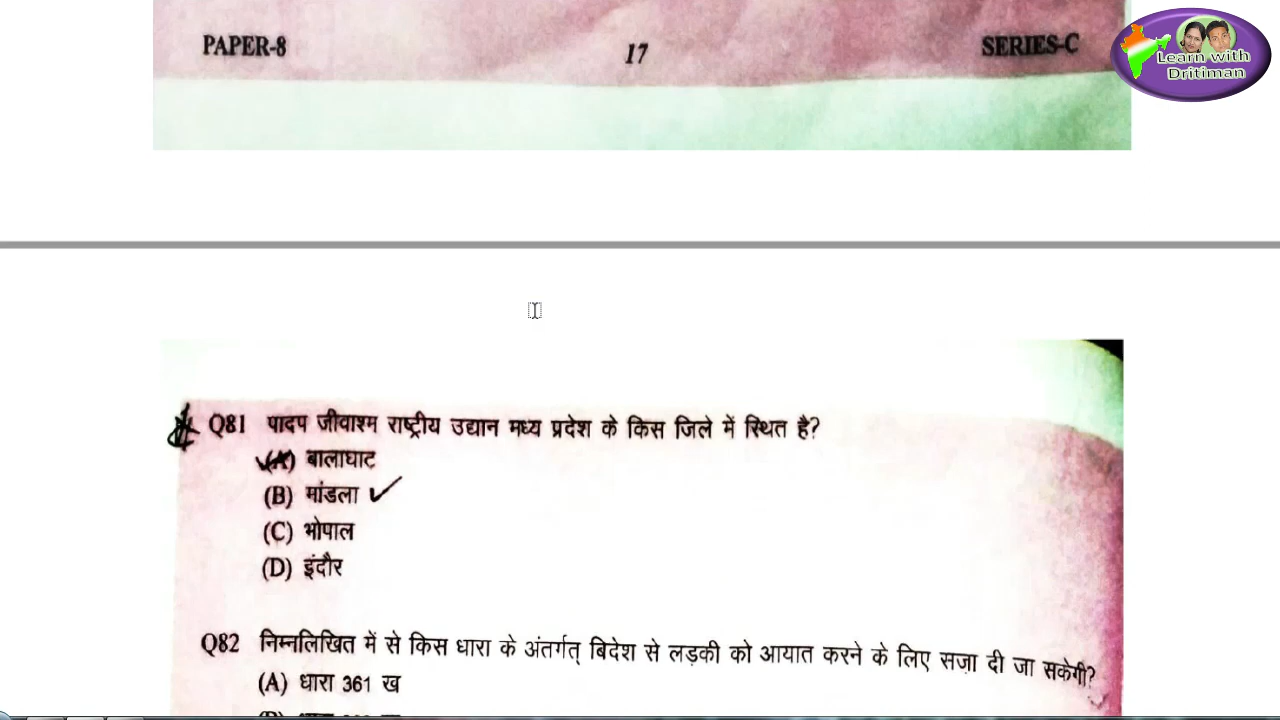 PAPER-8 17 SERIES-C
Learn with
Dritiman
Q81 पादप जीवाश्म राष्ट्रीय उद्यान मध्य प्रदेश के किस जिले में स्थित है?
(A) बालाघाट
(B) मांडला
(C) भोपाल
(D) इंदौर
Q82 निम्नलिखित में से किस धारा के अंतर्गत् बिदेश से लड़की को आयात करने के लिए सज़ा दी जा सकेगी?
(A) धारा 361 ख